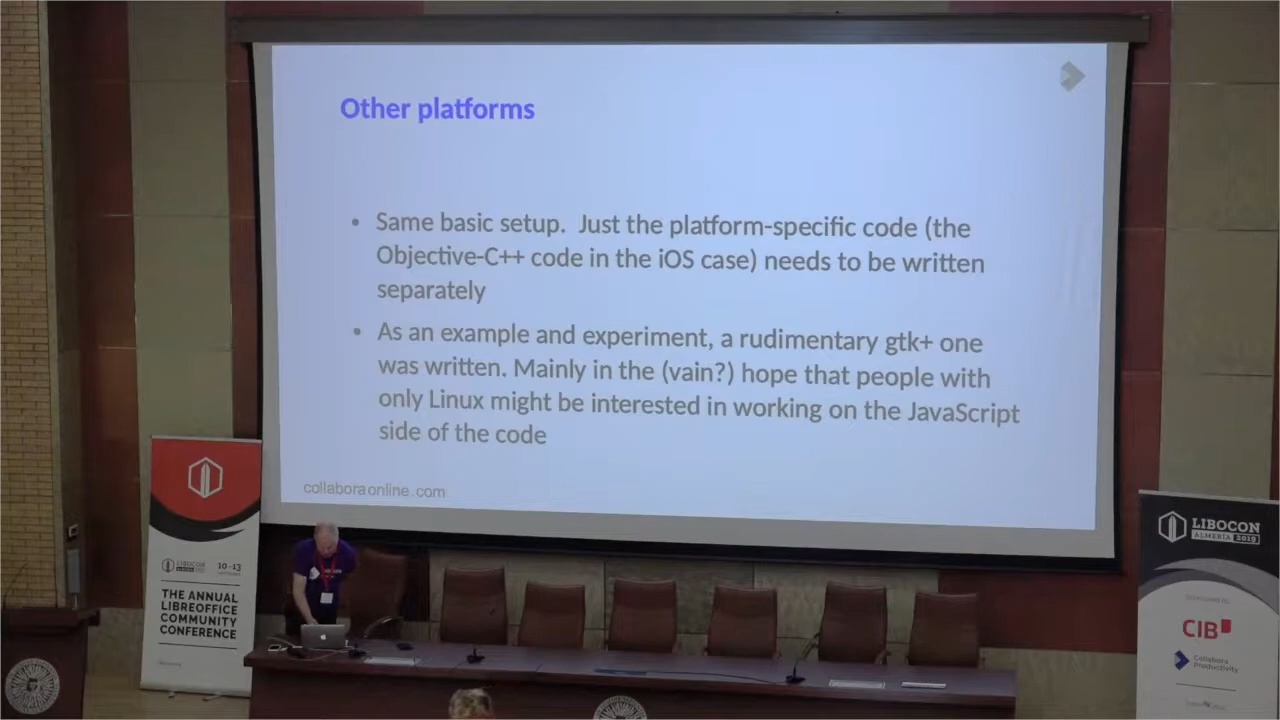 Other platforms
• Same basic setup. Just the platform-specific code (the
Objective-C++ code in the iOS case) needs to be written
separately
• As an example and experiment, a rudimentary gtk+ one
was written. Mainly in the (vain?) hope that people with
only Linux might be interested in working on the JavaScript
side of the code
collaboraonline.com
LIBOCON
10-13
THE ANNUAL
LIBREOFFICE
COMMUNITY
CONFERENCE
LIBOCON
ALMERÍA 2019
CIB
Collabora
Productivity